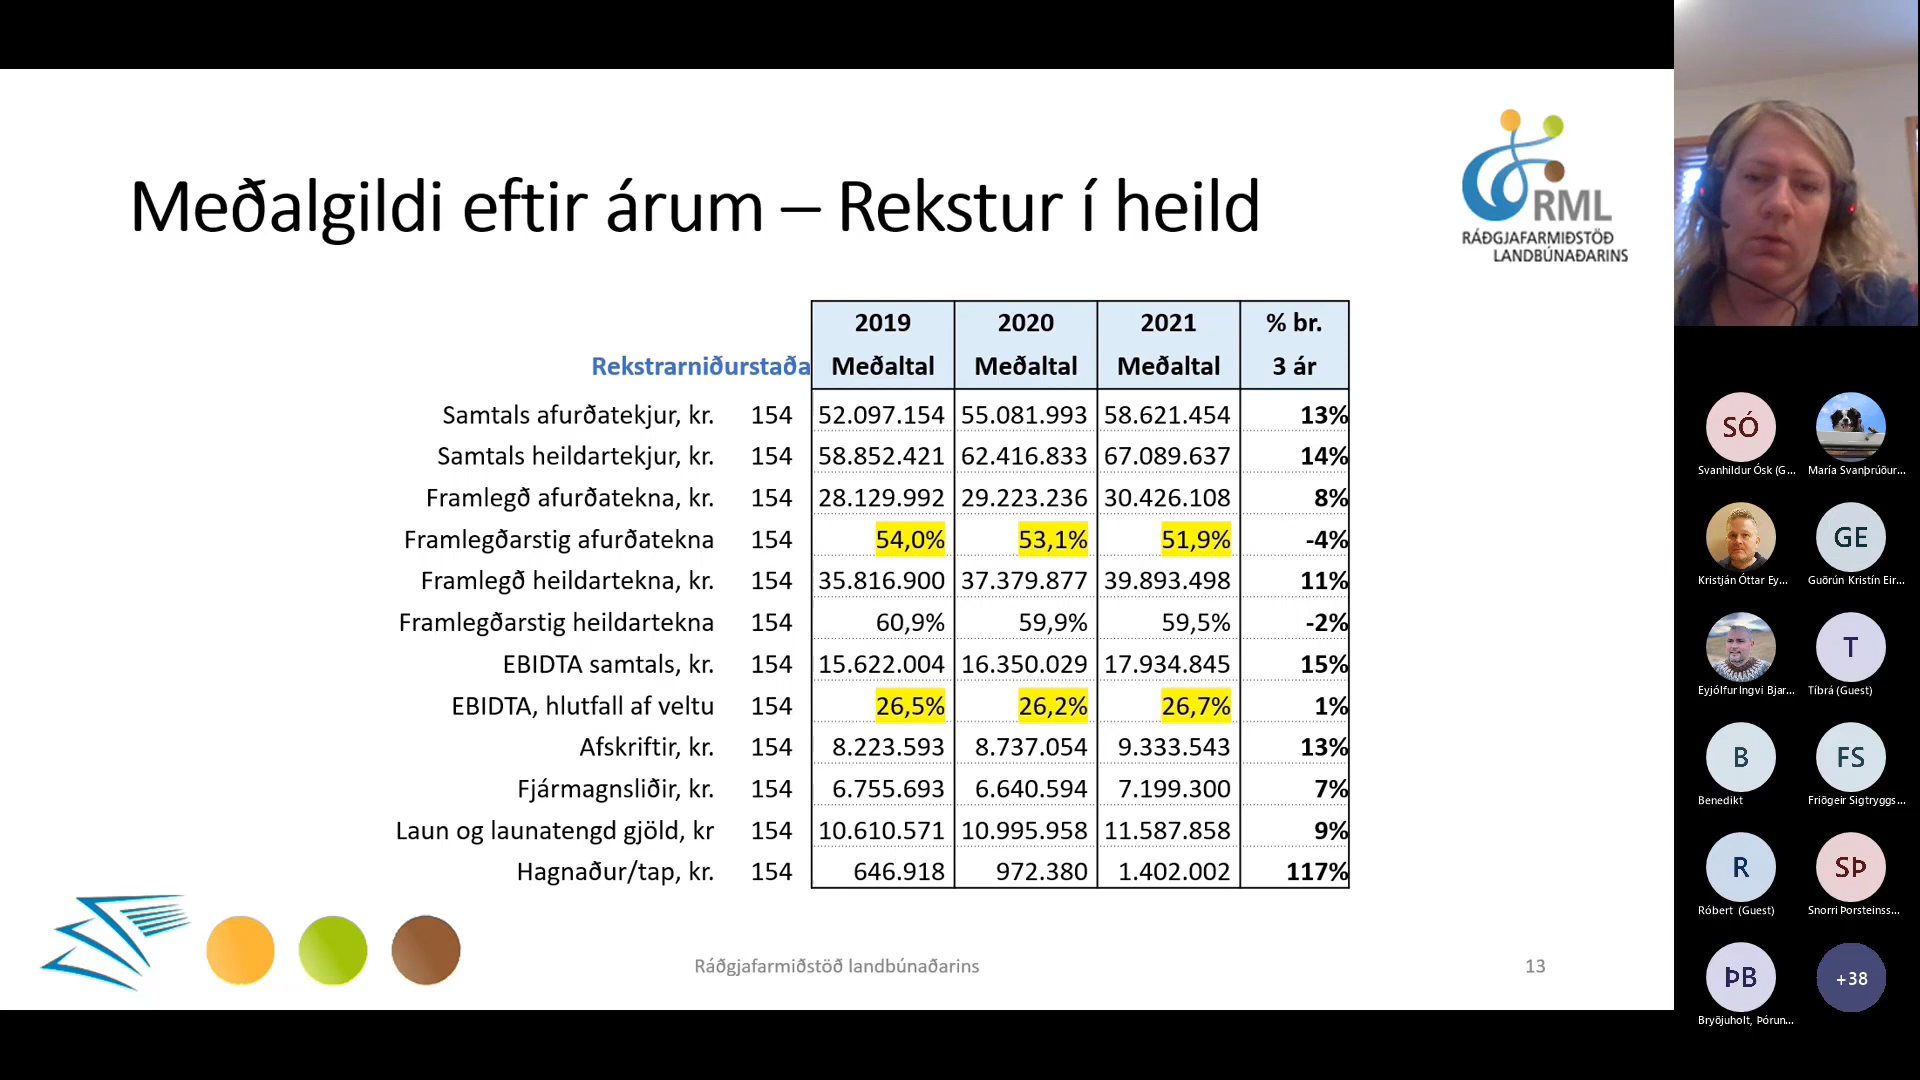 Meðalgildi eftir árum – Rekstur í heild
RML
RÁÐGJAFARMIÐSTÖÐ
LANDBÚNAÐARINS
2019 2020 2021 % br.
Rekstrarniðurstaða Meðaltal Meðaltal Meðaltal 3 ár
Samtals afurðatekjur, kr. 154 52.097.154 55.081.993 58.621.454 13%
Samtals heildartekjur, kr. 154 58.852.421 62.416.833 67.089.637 14%
Framlegð afurðatekna, kr. 154 28.129.992 29.223.236 30.426.108 8%
Framlegðarstig afurðatekna 154 54,0% 53,1% 51,9% -4%
Framlegð heildartekna, kr. 154 35.816.900 37.379.877 39.893.498 11%
Framlegðarstig heildartekna 154 60,9% 59,9% 59,5% -2%
EBIDTA samtals, kr. 154 15.622.004 16.350.029 17.934.845 15%
EBIDTA, hlutfall af veltu 154 26,5% 26,2% 26,7% 1%
Afskriftir, kr. 154 8.223.593 8.737.054 9.333.543 13%
Fjármagnsliðir, kr. 154 6.755.693 6.640.594 7.199.300 7%
Laun og launatengd gjöld, kr 154 10.610.571 10.995.958 11.587.858 9%
Hagnaður/tap, kr. 154 646.918 972.380 1.402.002 117%
Ráðgjafarmiðstöð landbúnaðarins 13
SÓ
Svanhildur Ósk (G... María Svanþrúður...
GE
Kristján Óttar Ey... Guðrún Kristín Eir...
T
Eyjólfur Ingvi Bjar... Tíbrá (Guest)
B FS
Benedikt Friðgeir Sigtryggs...
R SÞ
Róbert (Guest) Snorri Þorsteinss...
ÞB +38
Bryðjuholt, Þórun...